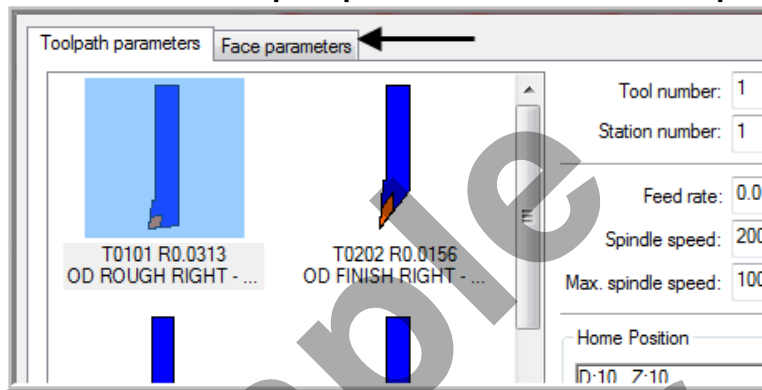 Toolpath parameters
Face parameters
Tool number: 1
Station number: 1
Feed rate: 0.0
Spindle speed: 200
Max. spindle speed: 100
T0101 R0.0313
OD ROUGH RIGHT - ...
T0202 R0.0156
OD FINISH RIGHT - ...
Home Position
D:10 Z:10